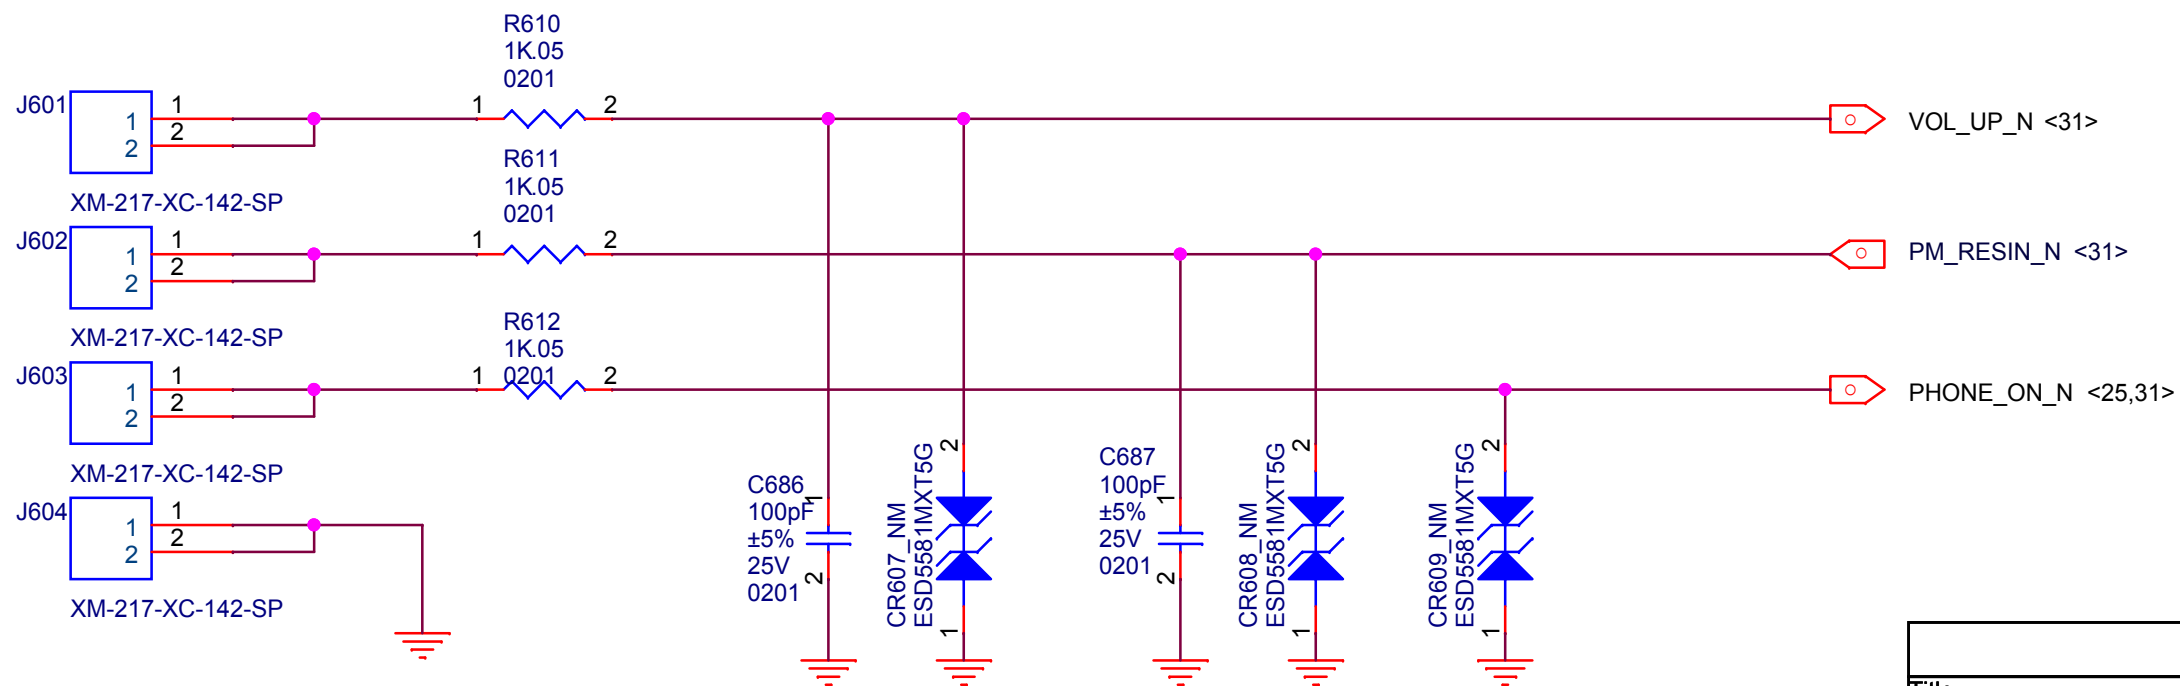 R610
1K.05
0201
J601
1
2
1
2
1
2
VOL_UP_N <31>
XM-217-XC-142-SP
R611
1K.05
0201
J602
1
2
1
2
1
2
PM_RESIN_N <31>
XM-217-XC-142-SP
R612
1K.05
0201
J603
1
2
1
2
1
2
PHONE_ON_N <25,31>
XM-217-XC-142-SP
J604
1
2
1
2
XM-217-XC-142-SP
C686
100pF
±5%
25V
0201
1
2
CR607_NM
ESD5581MXT5G
2
1
C687
100pF
±5%
25V
0201
1
2
CR608_NM
ESD5581MXT5G
2
1
CR609_NM
ESD5581MXT5G
2
1
Title